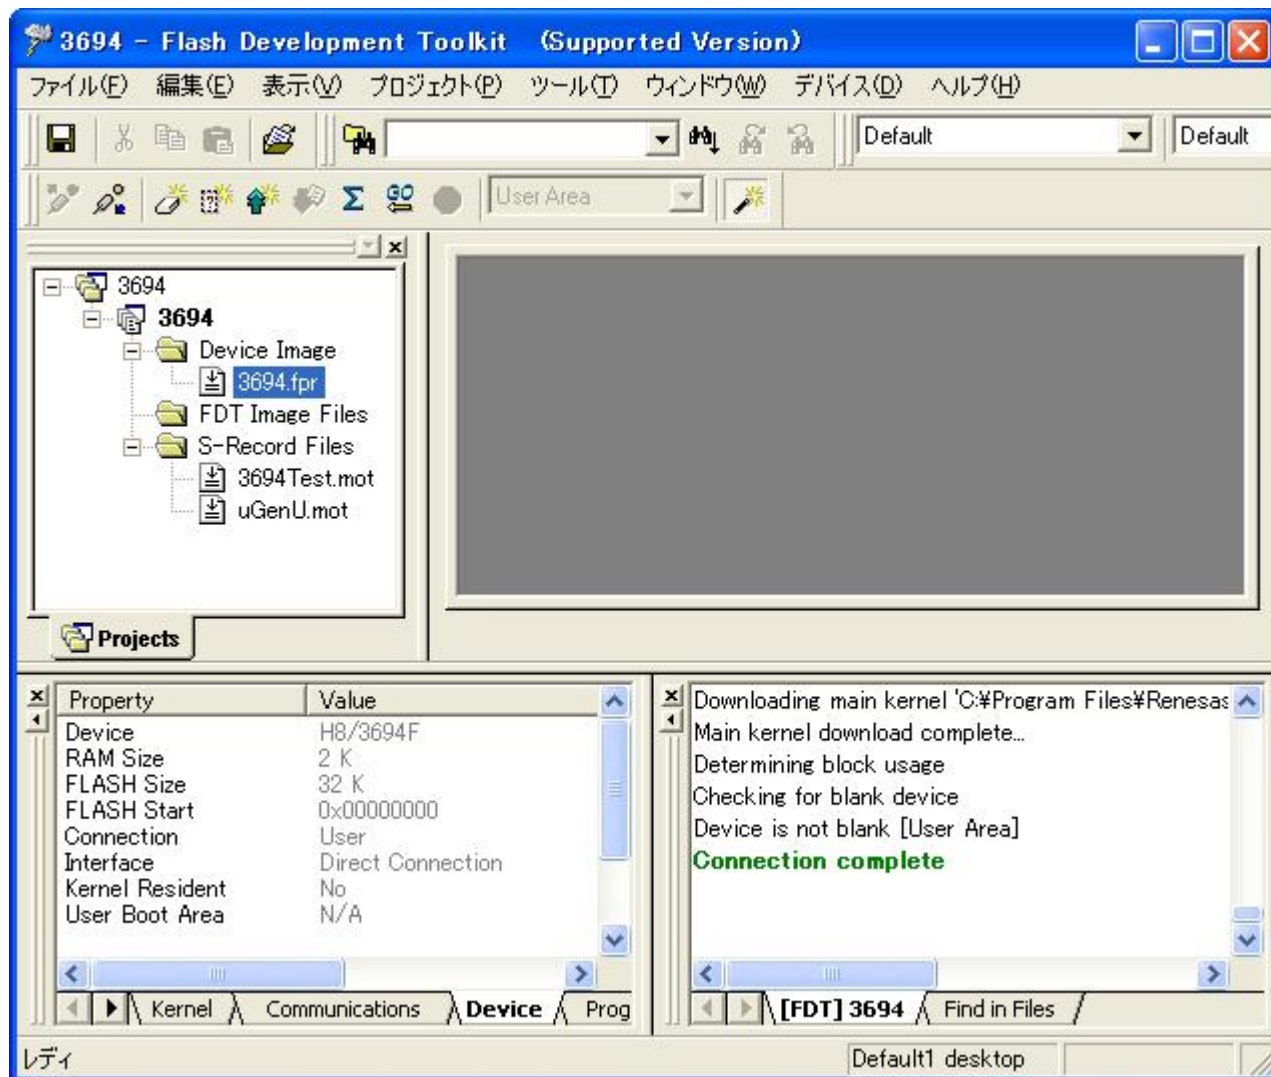 3694 - Flash Development Toolkit (Supported Version)
ファイル(F) 編集(E) 表示(V) プロジェクト(P) ツール(T) ウィンドウ(W) デバイス(D) ヘルプ(H)
Default Default
GO User Area
3694
3694
Device Image
3694.fpr
FDT Image Files
S-Record Files
3694Test.mot
uGenU.mot
Projects
Property Value
Device H8/3694F
RAM Size 2 K
FLASH Size 32 K
FLASH Start 0x00000000
Connection User
Interface Direct Connection
Kernel Resident No
User Boot Area N/A
Kernel Communications Device Prog
Downloading main kernel 'C:¥Program Files¥Renesas
Main kernel download complete...
Determining block usage
Checking for blank device
Device is not blank [User Area]
Connection complete
[FDT] 3694 Find in Files
レディ Default1 desktop